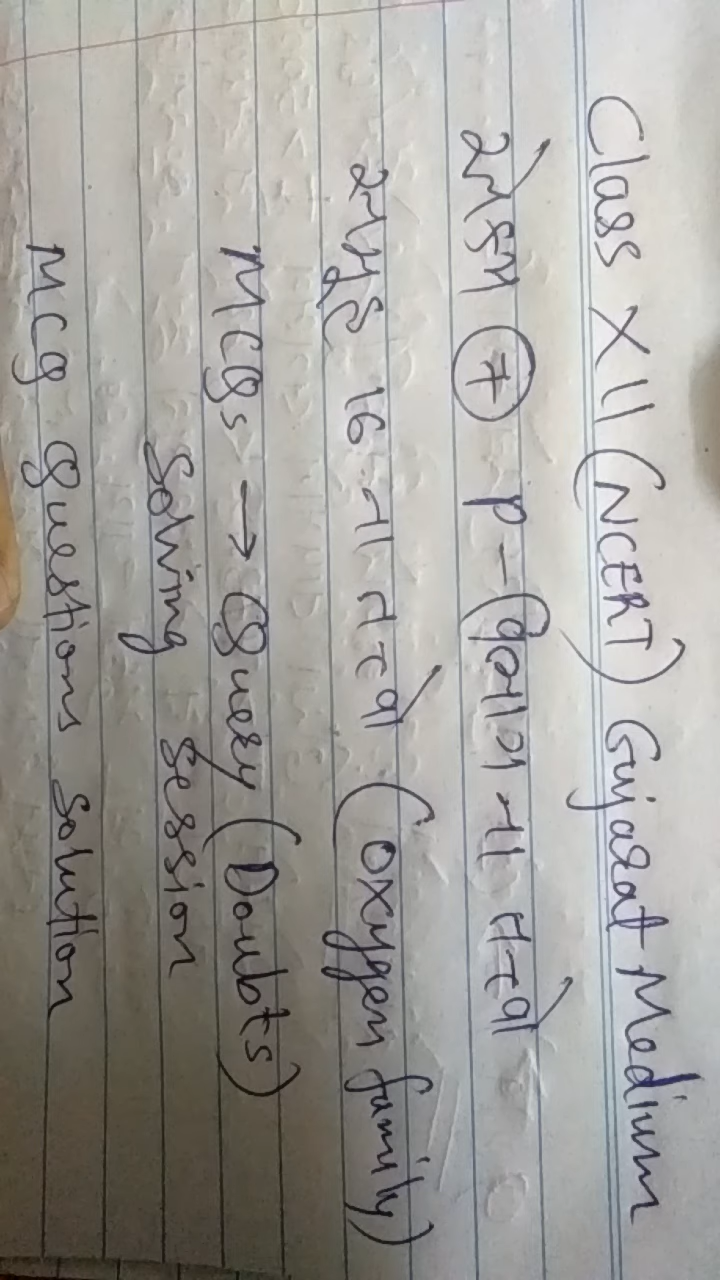 Class XII (NCERT) Gujarat Medium
એકમ 7 P-વિભાગના તત્વો
સમુહ 16 ના તત્વો (Oxygen family)
MCQs → Query (Doubts)
Solving Session
MCQ Questions Solution